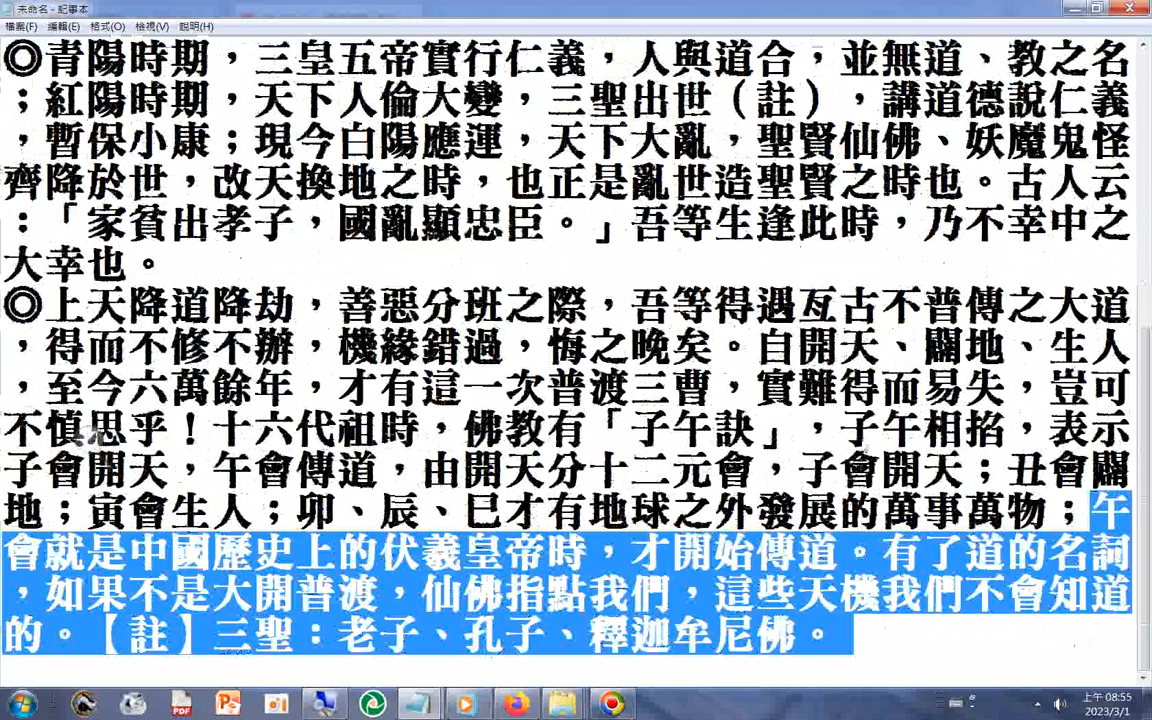 未命名 - 記事本
檔案(F) 編輯(E) 格式(O) 檢視(V) 說明(H)
◎青陽時期，三皇五帝實行仁義，人與道合，並無道、教之名
；紅陽時期，天下人倫大變，三聖出世（註），講道德說仁義
，暫保小康；現今白陽應運，天下大亂，聖賢仙佛、妖魔鬼怪
齊降於世，改天換地之時，也正是亂世造聖賢之時也。古人云
：「家貧出孝子，國亂顯忠臣。」吾等生逢此時，乃不幸中之
大幸也。
◎上天降道降劫，善惡分班之際，吾等得遇亙古不普傳之大道
，得而不修不辦，機緣錯過，悔之晚矣。自開天、闢地、生人
，至今六萬餘年，才有這一次普渡三曹，實難得而易失，豈可
不慎思乎！十六代祖時，佛教有「子午訣」，子午相掐，表示
子會開天，午會傳道，由開天分十二元會，子會開天；丑會闢
地；寅會生人；卯、辰、巳才有地球之外發展的萬事萬物；午
會就是中國歷史上的伏羲皇帝時，才開始傳道。有了道的名詞
，如果不是大開普渡，仙佛指點我們，這些天機我們不會知道
的。【註】三聖：老子、孔子、釋迦牟尼佛。
上午 08:55
2023/3/1